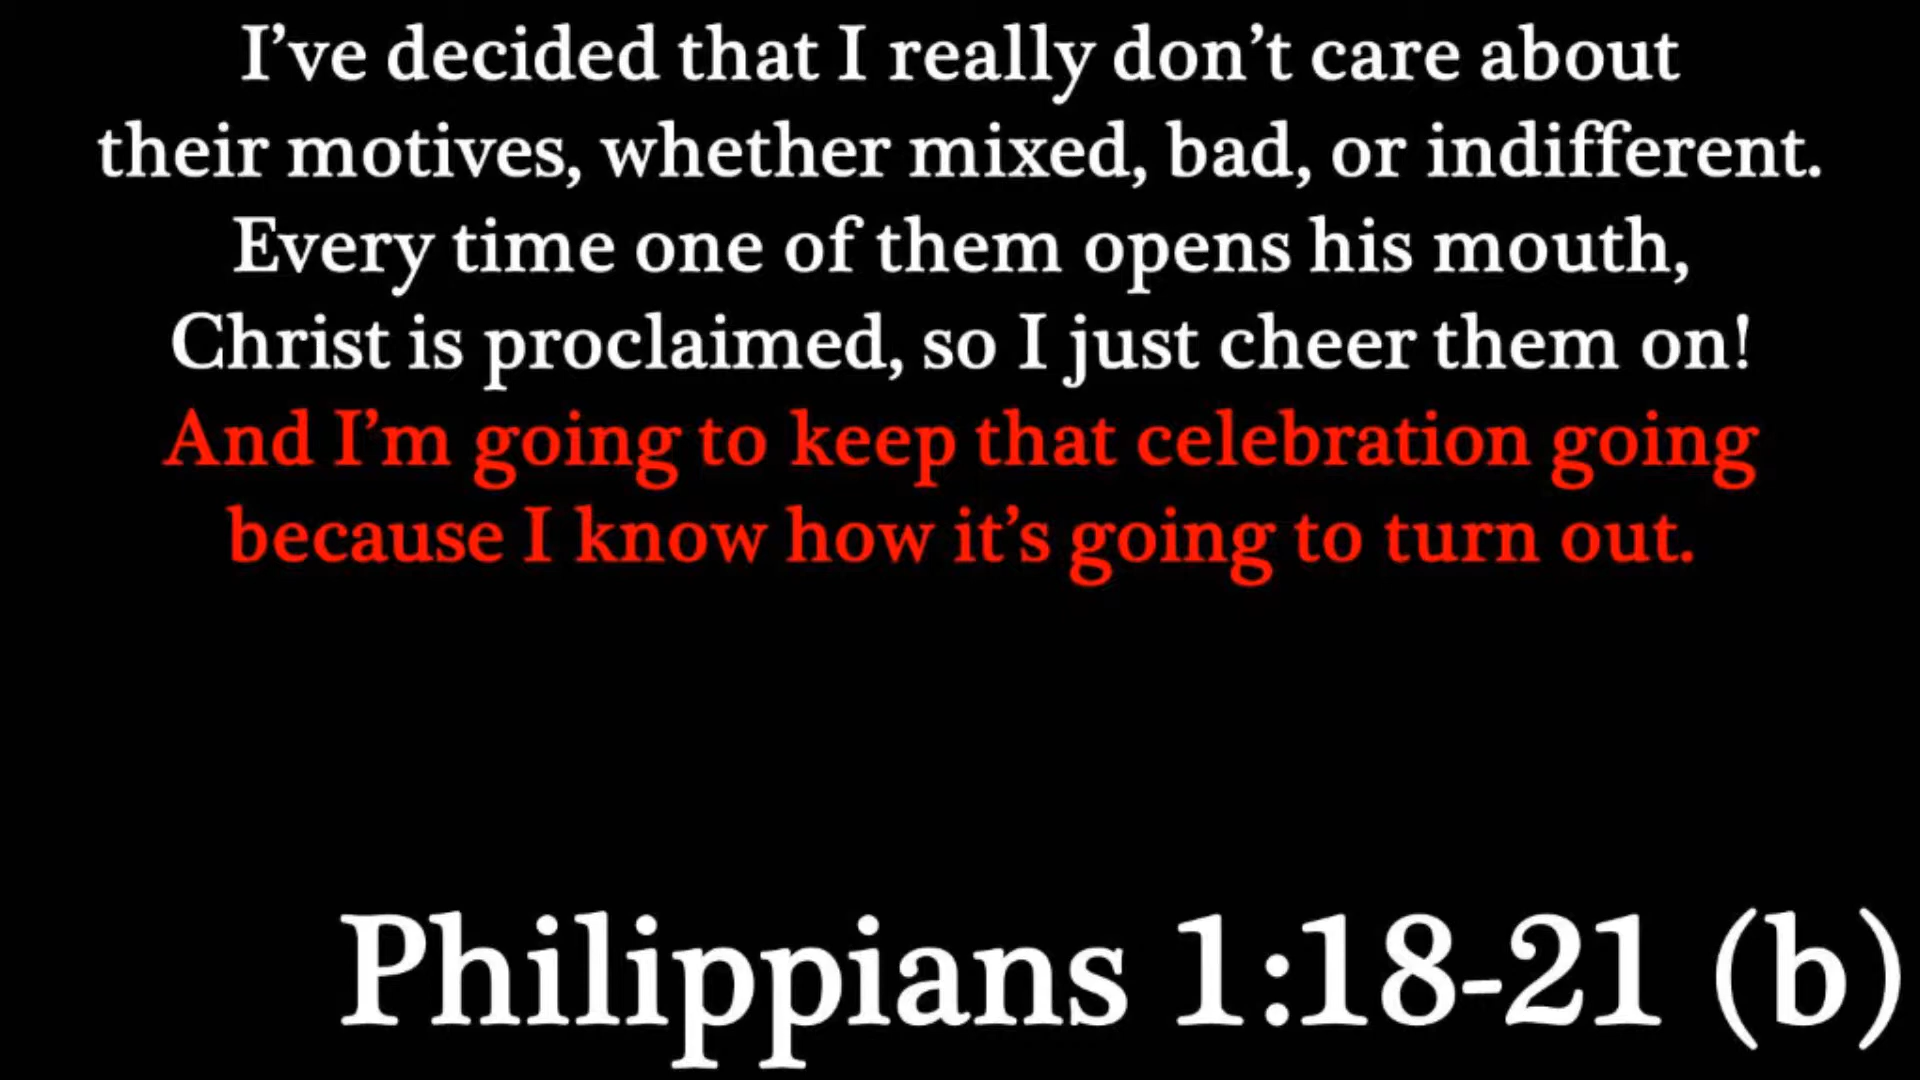 I’ve decided that I really don’t care about
their motives, whether mixed, bad, or indifferent.
Every time one of them opens his mouth,
Christ is proclaimed, so I just cheer them on!
And I’m going to keep that celebration going
because I know how it’s going to turn out.
Philippians 1:18-21 (b)